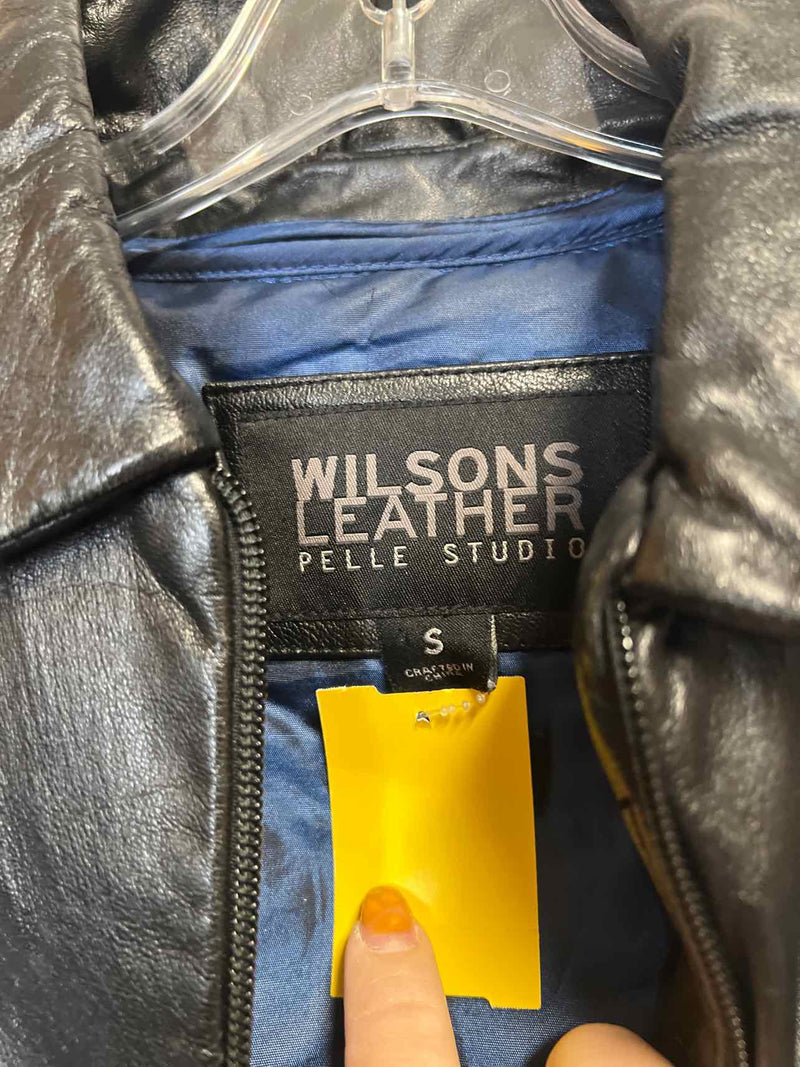 WILSONS
LEATHER
PELLE STUDIO
S
CRAFTED IN
CHINA